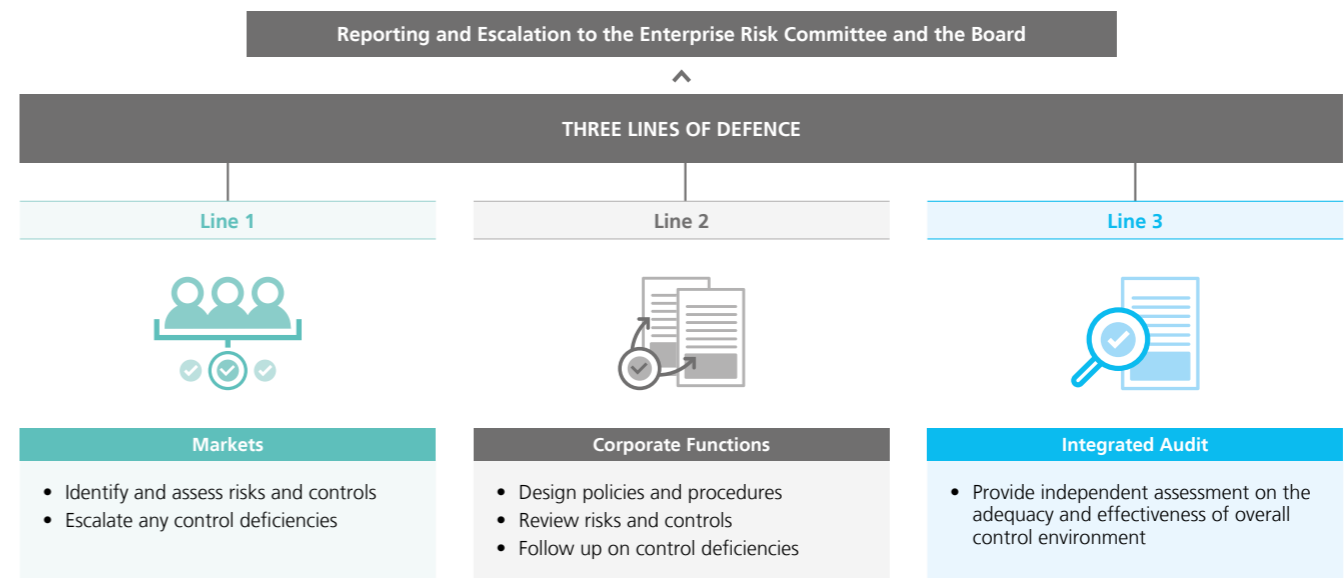 Reporting and Escalation to the Enterprise Risk Committee and the Board
THREE LINES OF DEFENCE
Line 1
Line 2
Line 3
Markets
• Identify and assess risks and controls
• Escalate any control deficiencies
Corporate Functions
• Design policies and procedures
• Review risks and controls
• Follow up on control deficiencies
Integrated Audit
• Provide independent assessment on the
adequacy and effectiveness of overall
control environment